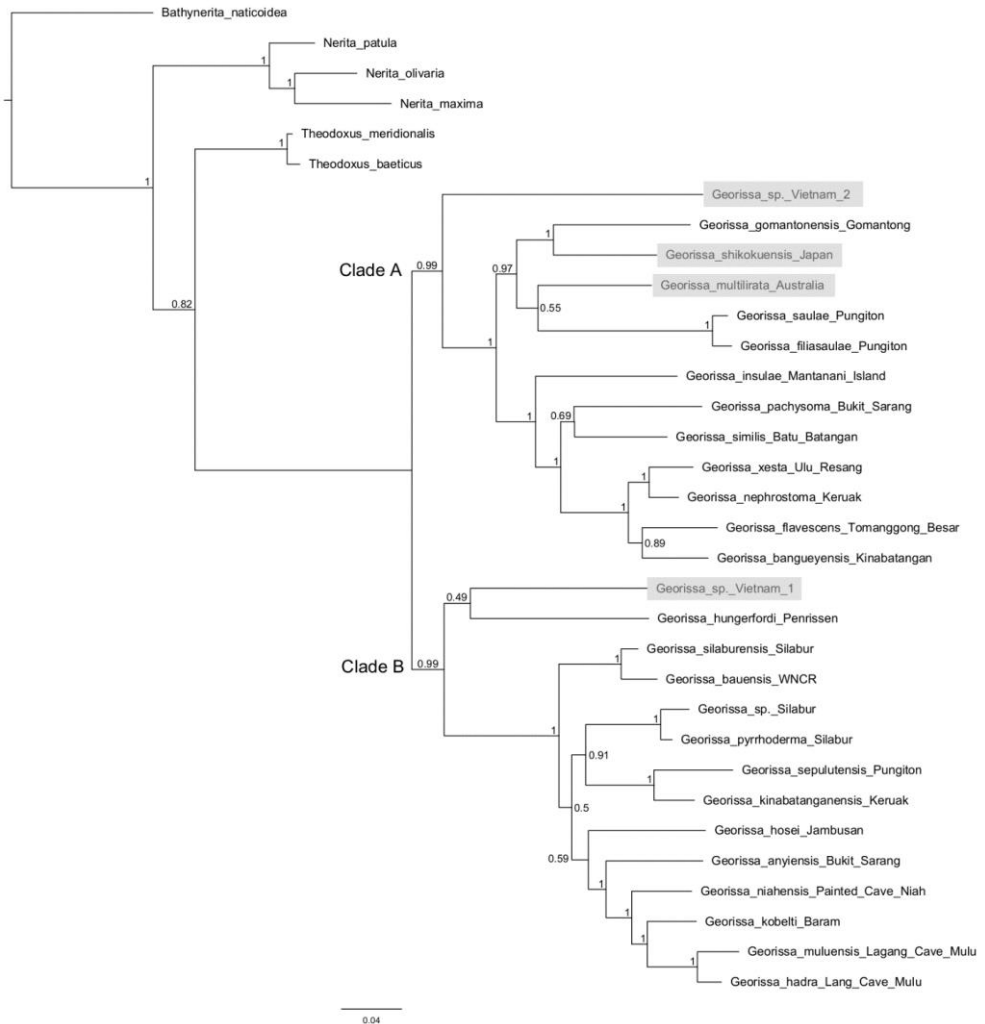 Bathynerita_naticoidea
Nerita_patula
1
Nerita_olivaria
1
Nerita_maxima
Theodoxus_meridionalis
1
Theodoxus_baeticus
1
Georissa_sp._Vietnam_2
Georissa_gomantonensis_Gomantong
1
Georissa_shikokuensis_Japan
Clade A
0.99
0.97
Georissa_multilirata_Australia
0.82
0.55
Georissa_saulae_Pungiton
1
Georissa_filiasaulae_Pungiton
1
Georissa_insulae_Mantanani_Island
Georissa_pachysoma_Bukit_Sarang
1
0.69
Georissa_similis_Batu_Batangan
1
Georissa_xesta_Ulu_Resang
1
Georissa_nephrostoma_Keruak
1
Georissa_flavescens_Tomanggong_Besar
0.89
Georissa_bangueyensis_Kinabatangan
Georissa_sp._Vietnam_1
0.49
Georissa_hungerfordi_Penrissen
Georissa_silaburensis_Silabur
1
Clade B
0.99
Georissa_bauensis_WNCR
Georissa_sp._Silabur
1
1
Georissa_pyrrhoderma_Silabur
0.91
Georissa_sepulutensis_Pungiton
1
Georissa_kinabatanganensis_Keruak
0.5
Georissa_hosei_Jambusan
0.59
Georissa_anyiensis_Bukit_Sarang
1
Georissa_niahensis_Painted_Cave_Niah
1
Georissa_kobelti_Baram
1
Georissa_muluensis_Lagang_Cave_Mulu
1
Georissa_hadra_Lang_Cave_Mulu
0.04